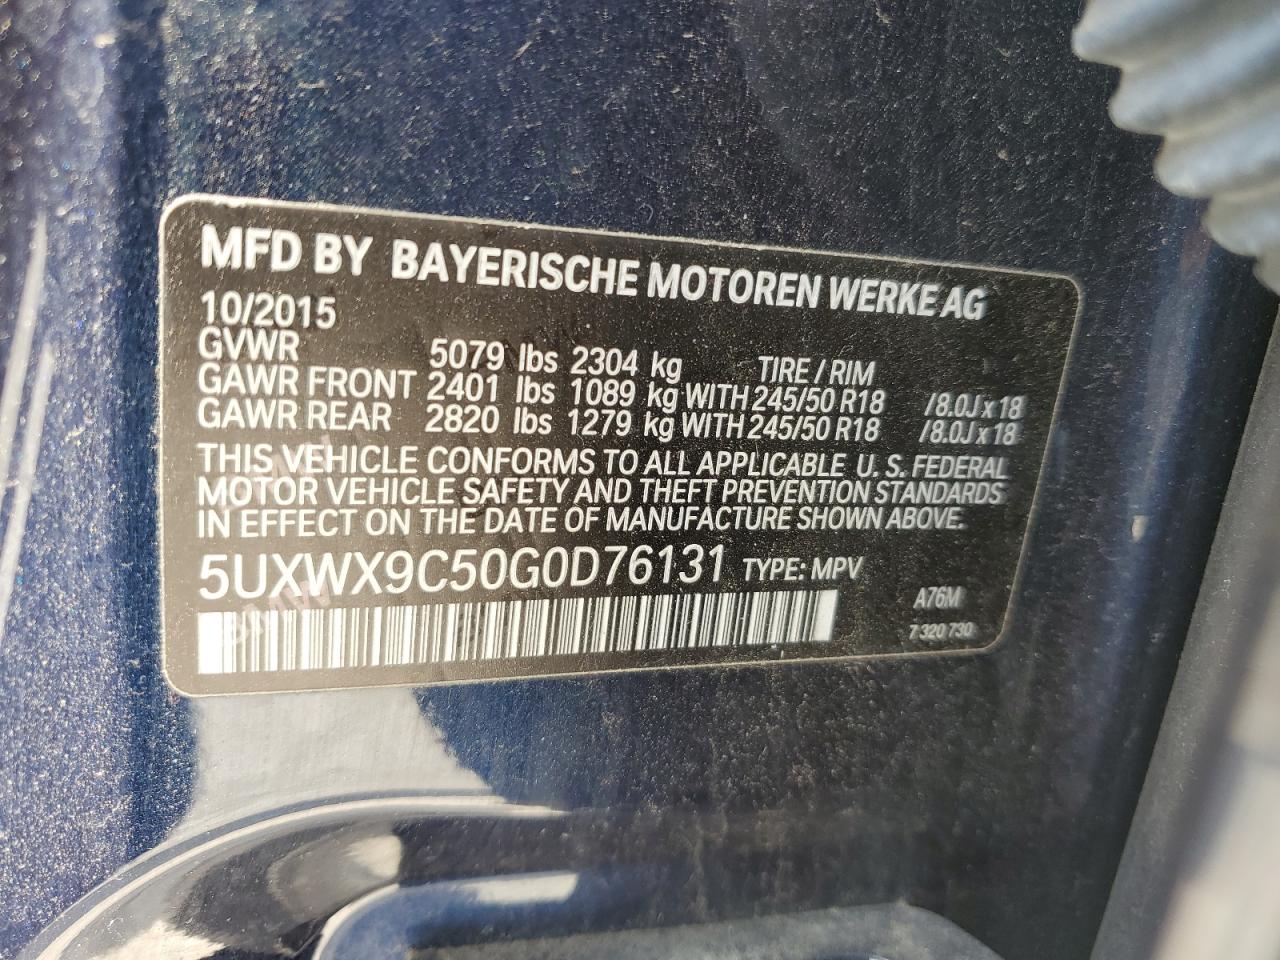 MFD BY BAYERISCHE MOTOREN WERKE AG
10/2015
GVWR 5079 lbs 2304 kg TIRE / RIM
GAWR FRONT 2401 lbs 1089 kg WITH 245/50 R18 /8.0J x 18
GAWR REAR 2820 lbs 1279 kg WITH 245/50 R18 /8.0J x 18
THIS VEHICLE CONFORMS TO ALL APPLICABLE U. S. FEDERAL
MOTOR VEHICLE SAFETY AND THEFT PREVENTION STANDARDS
IN EFFECT ON THE DATE OF MANUFACTURE SHOWN ABOVE.
5UXWX9C50G0D76131 TYPE: MPV
A76M
7 320 730